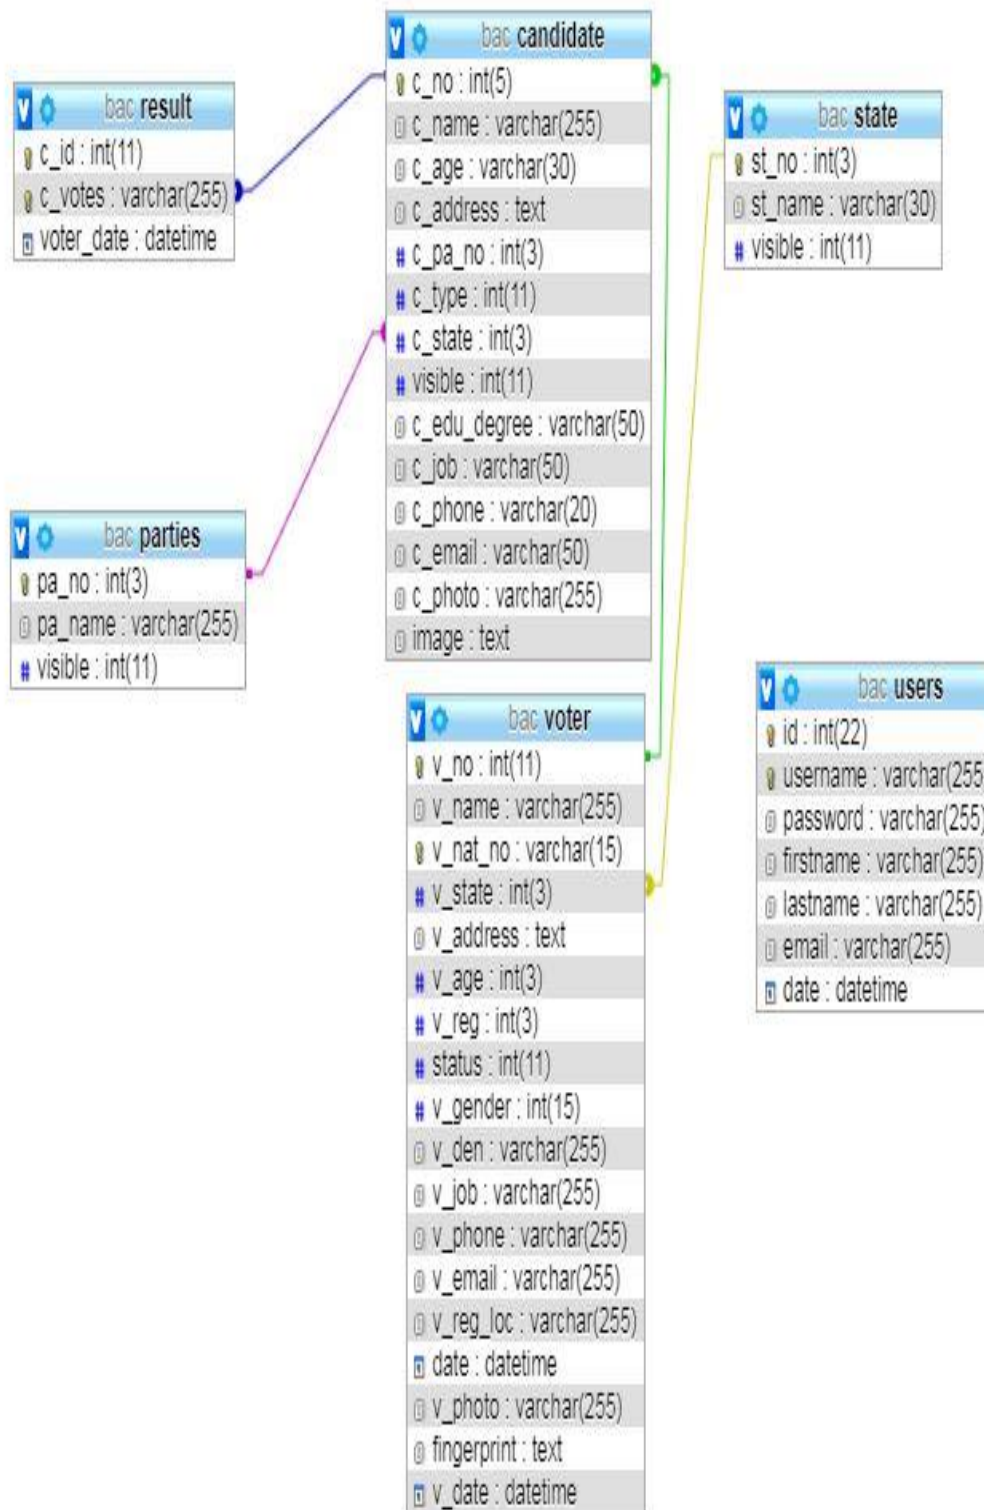 bac result
c_id : int(11)
c_votes : varchar(255)
voter_date : datetime
bac candidate
c_no : int(5)
c_name : varchar(255)
c_age : varchar(30)
c_address : text
c_pa_no : int(3)
c_type : int(11)
c_state : int(3)
visible : int(11)
c_edu_degree : varchar(50)
c_job : varchar(50)
c_phone : varchar(20)
c_email : varchar(50)
c_photo : varchar(255)
image : text
bac state
st_no : int(3)
st_name : varchar(30)
visible : int(11)
bac parties
pa_no : int(3)
pa_name : varchar(255)
visible : int(11)
bac voter
v_no : int(11)
v_name : varchar(255)
v_nat_no : varchar(15)
v_state : int(3)
v_address : text
v_age : int(3)
v_reg : int(3)
status : int(11)
v_gender : int(15)
v_den : varchar(255)
v_job : varchar(255)
v_phone : varchar(255)
v_email : varchar(255)
v_reg_loc : varchar(255)
date : datetime
v_photo : varchar(255)
fingerprint : text
v_date : datetime
bac users
id : int(22)
username : varchar(255
password : varchar(255)
firstname : varchar(255)
lastname : varchar(255)
email : varchar(255)
date : datetime